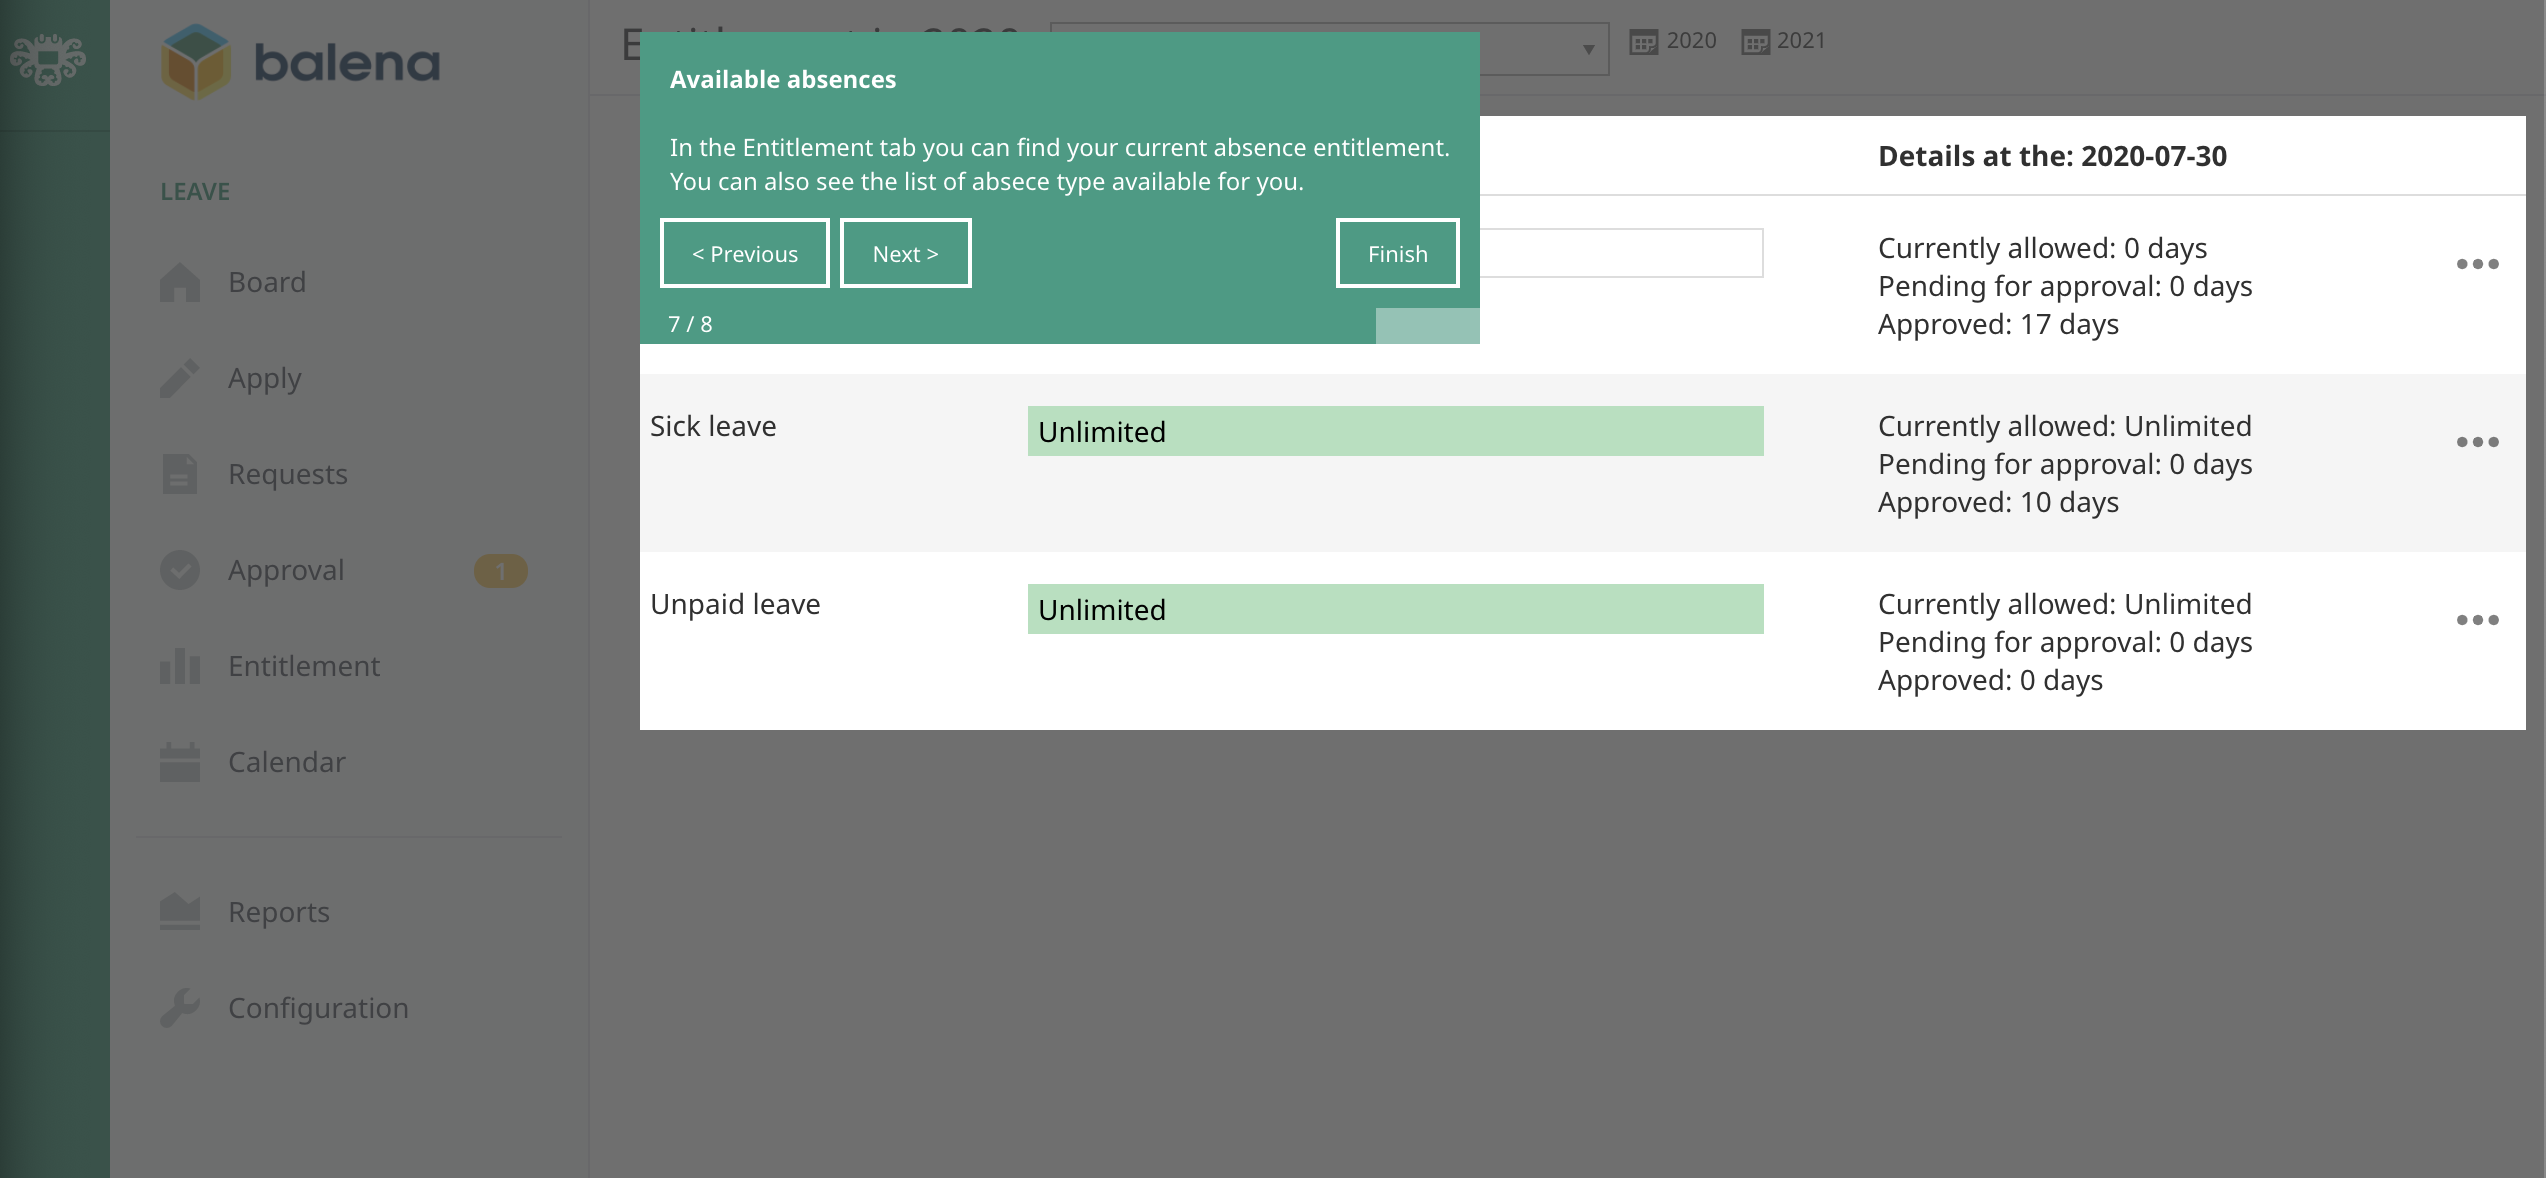 balena
LEAVE
Board
Apply
Requests
Approval 1
Entitlement
Calendar
Reports
Configuration
2020 2021
Available absences
In the Entitlement tab you can find your current absence entitlement.
You can also see the list of absece type available for you.
< Previous Next > Finish
7 / 8
Details at the: 2020-07-30
Currently allowed: 0 days
Pending for approval: 0 days
Approved: 17 days
Sick leave
Unlimited
Currently allowed: Unlimited
Pending for approval: 0 days
Approved: 10 days
Unpaid leave
Unlimited
Currently allowed: Unlimited
Pending for approval: 0 days
Approved: 0 days